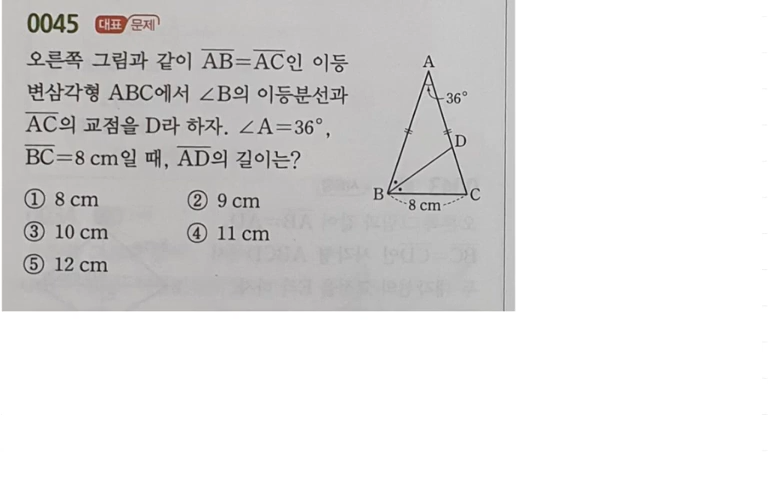 0045 대표 문제
오른쪽 그림과 같이 AB=AC인 이등
변삼각형 ABC에서 ∠B의 이등분선과
AC의 교점을 D라 하자. ∠A=36°,
BC=8 cm일 때, AD의 길이는?
① 8 cm ② 9 cm
③ 10 cm ④ 11 cm
⑤ 12 cm
A
36°
D
B
C
8 cm